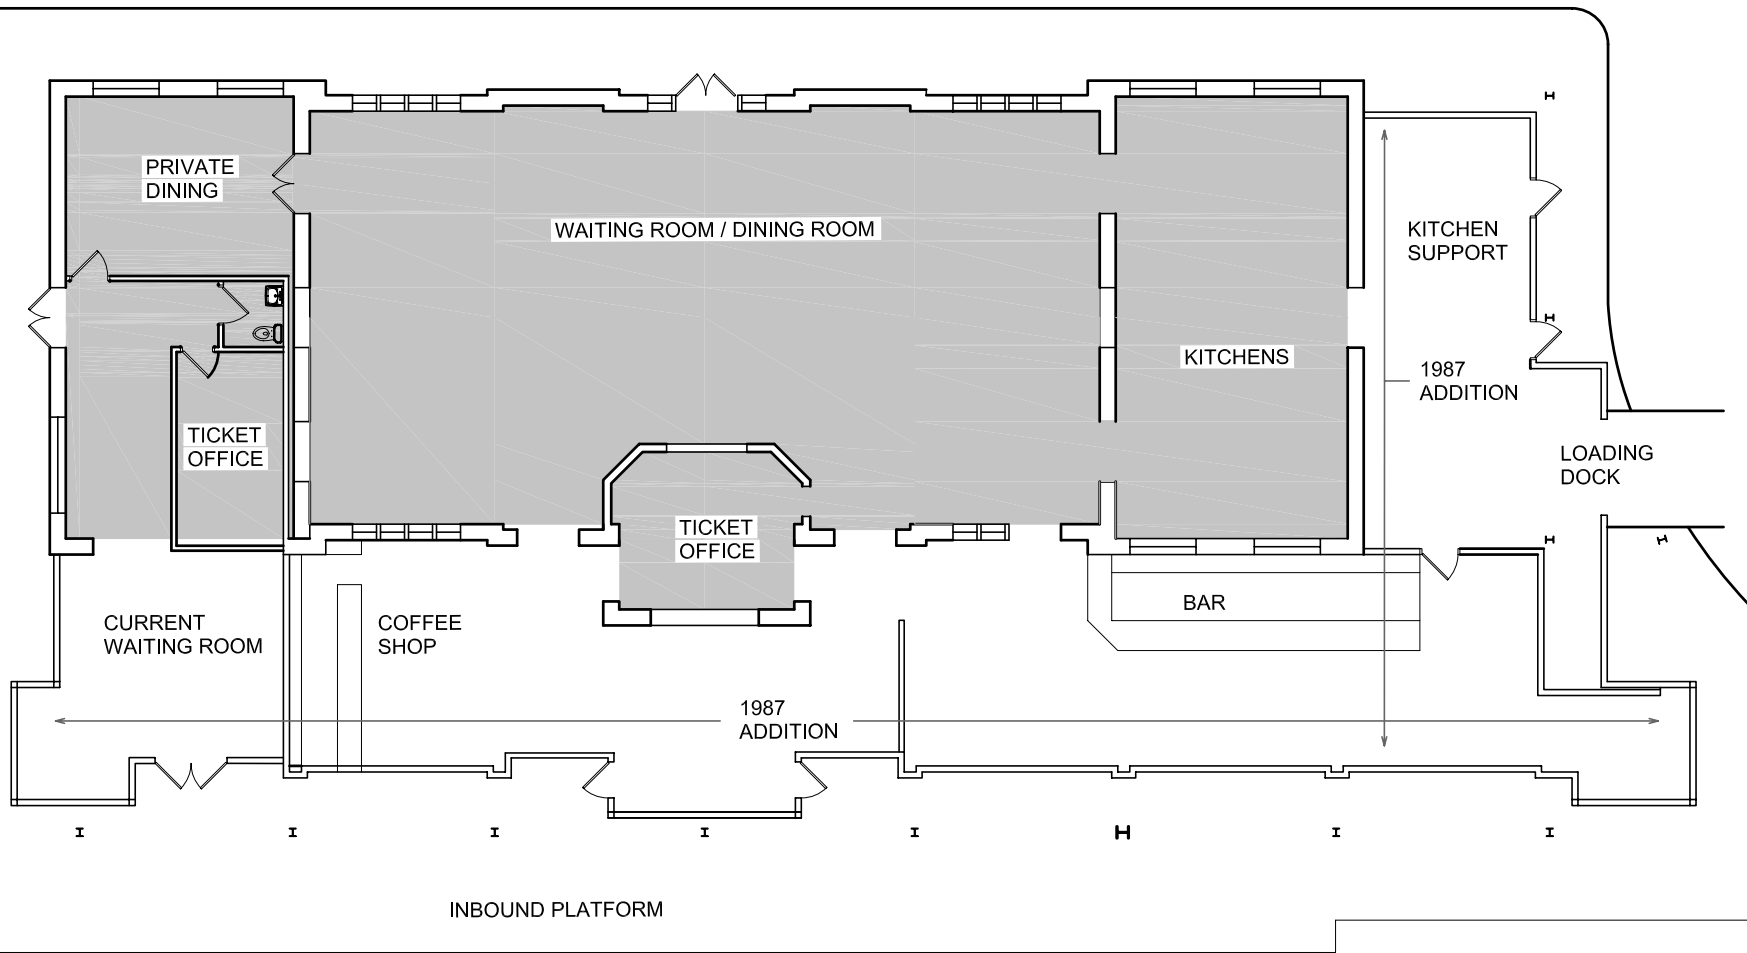 PRIVATE
DINING
WAITING ROOM / DINING ROOM
KITCHEN
SUPPORT
KITCHENS
1987
ADDITION
TICKET
OFFICE
LOADING
DOCK
TICKET
OFFICE
CURRENT
WAITING ROOM
COFFEE
SHOP
BAR
1987
ADDITION
INBOUND PLATFORM